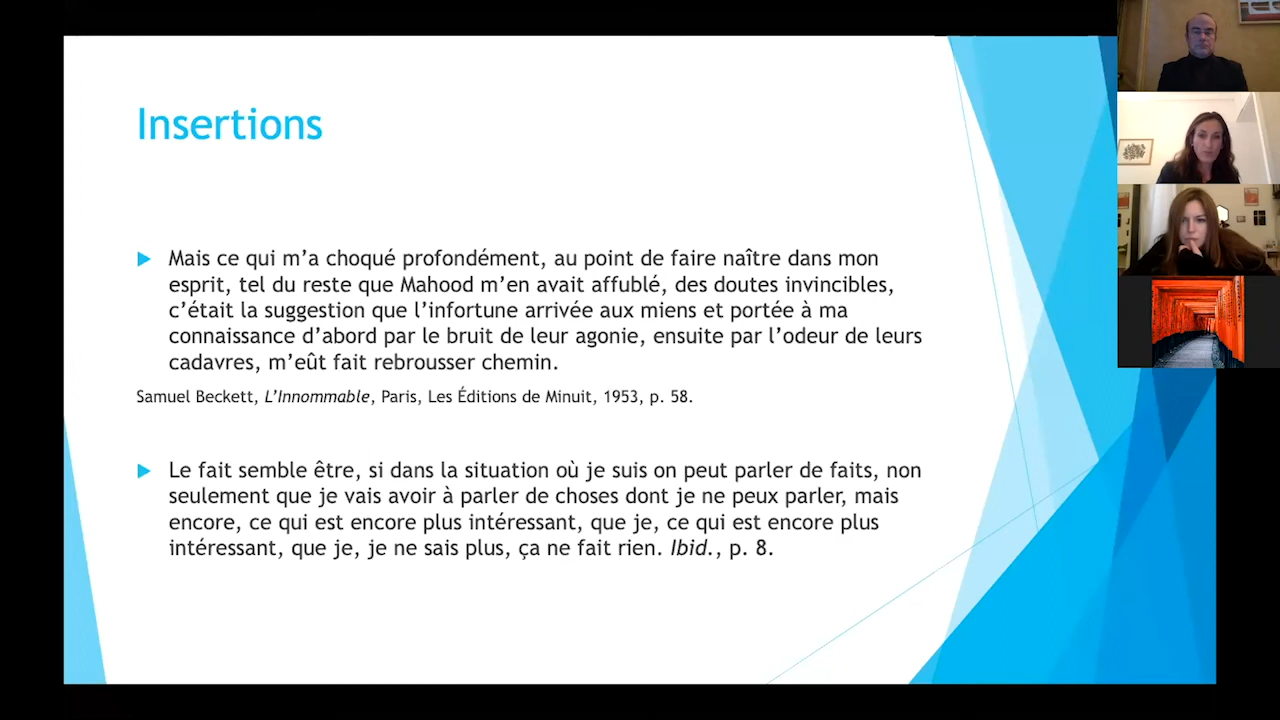 Insertions
Mais ce qui m’a choqué profondément, au point de faire naître dans mon
esprit, tel du reste que Mahood m’en avait affublé, des doutes invincibles,
c’était la suggestion que l’infortune arrivée aux miens et portée à ma
connaissance d’abord par le bruit de leur agonie, ensuite par l’odeur de leurs
cadavres, m’eût fait rebrousser chemin.
Samuel Beckett, L’Innommable, Paris, Les Éditions de Minuit, 1953, p. 58.
Le fait semble être, si dans la situation où je suis on peut parler de faits, non
seulement que je vais avoir à parler de choses dont je ne peux parler, mais
encore, ce qui est encore plus intéressant, que je, ce qui est encore plus
intéressant, que je, je ne sais plus, ça ne fait rien. Ibid., p. 8.